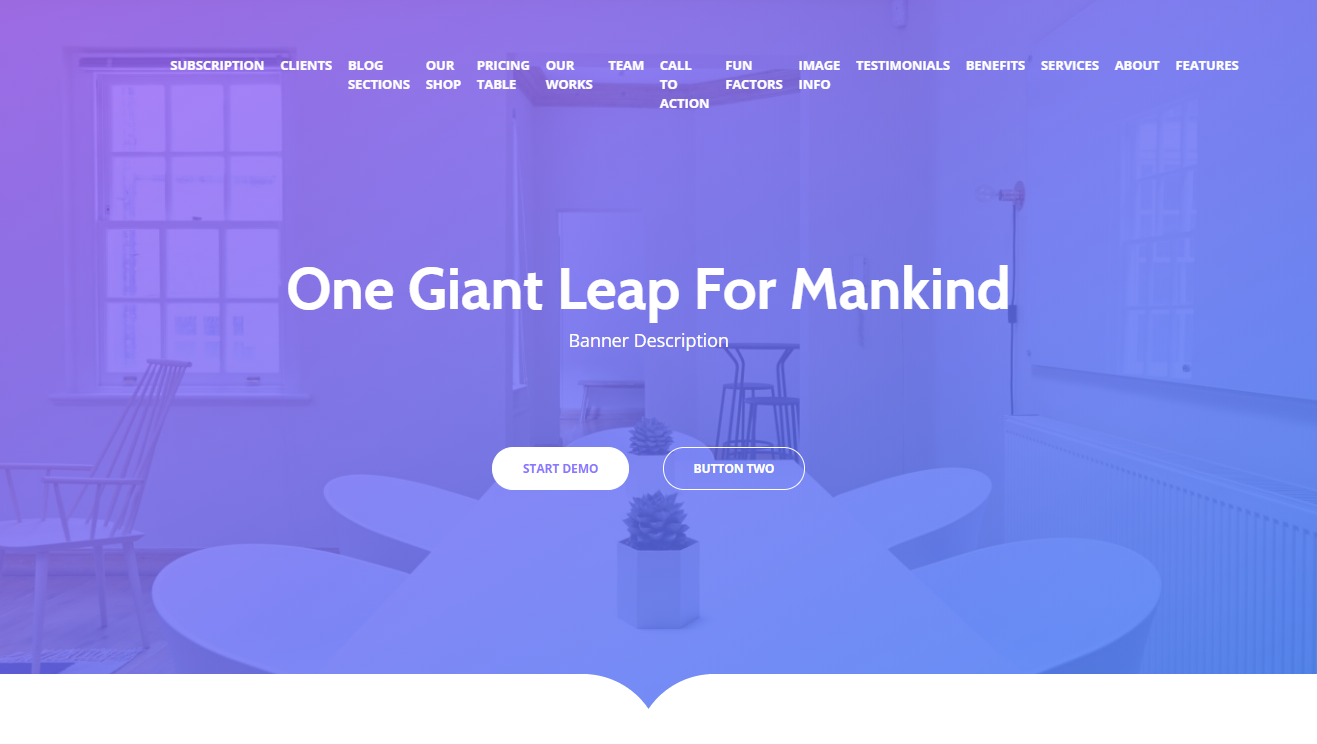 SUBSCRIPTION
CLIENTS
BLOG
SECTIONS
OUR
SHOP
PRICING
TABLE
OUR
WORKS
TEAM
CALL
TO
ACTION
FUN
FACTORS
IMAGE
INFO
TESTIMONIALS
BENEFITS
SERVICES
ABOUT
FEATURES
One Giant Leap For Mankind
Banner Description
START DEMO
BUTTON TWO